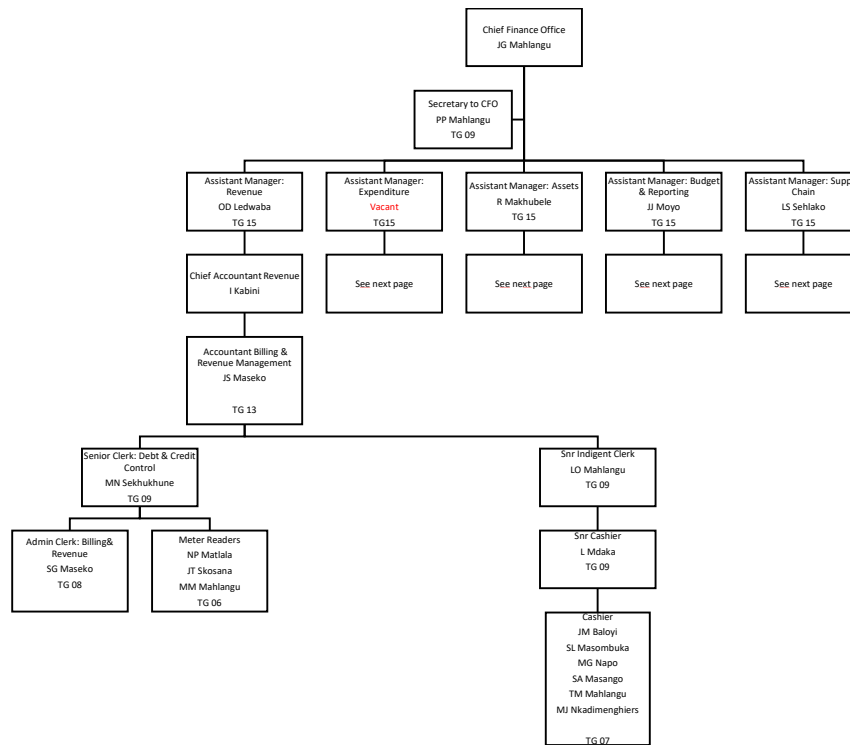 Chief Finance Office
JG Mahlangu
Secretary to CFO
PP Mahlangu
TG 09
Assistant Manager:
Revenue
OD Ledwaba
TG 15
Assistant Manager:
Expenditure
Vacant
TG15
Assistant Manager: Assets
R Makhubele
TG 15
Assistant Manager: Budget
& Reporting
JJ Moyo
TG 15
Assistant Manager: Supp
Chain
LS Sehlako
TG 15
Chief Accountant Revenue
I Kabini
See next page
See next page
See next page
See next page
Accountant Billing &
Revenue Management
JS Maseko
TG 13
Senior Clerk: Debt & Credit
Control
MN Sekhukhune
TG 09
Snr Indigent Clerk
LO Mahlangu
TG 09
Admin Clerk: Billing&
Revenue
SG Maseko
TG 08
Meter Readers
NP Matlala
JT Skosana
MM Mahlangu
TG 06
Snr Cashier
L Mdaka
TG 09
Cashier
JM Baloyi
SL Masombuka
MG Napo
SA Masango
TM Mahlangu
MJ Nkadimenghiers
TG 07